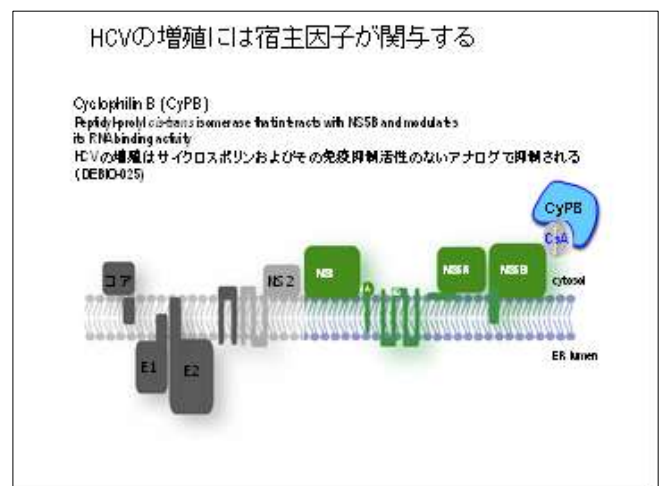 HCVの増殖には宿主因子が関与する
Cyclophilin B (CyPB)
Peptidyl-prolyl cis-trans isomerase that interacts with NS5B and modulates
its RNA binding activity
HCVの増殖はサイクロスポリンおよびその免疫抑制活性のないアナログで抑制される
(DEBIO-025)
CyPB
CsA
コア
NS2
NS
NS5A
NS5B
cytosol
E1
E2
ER lumen